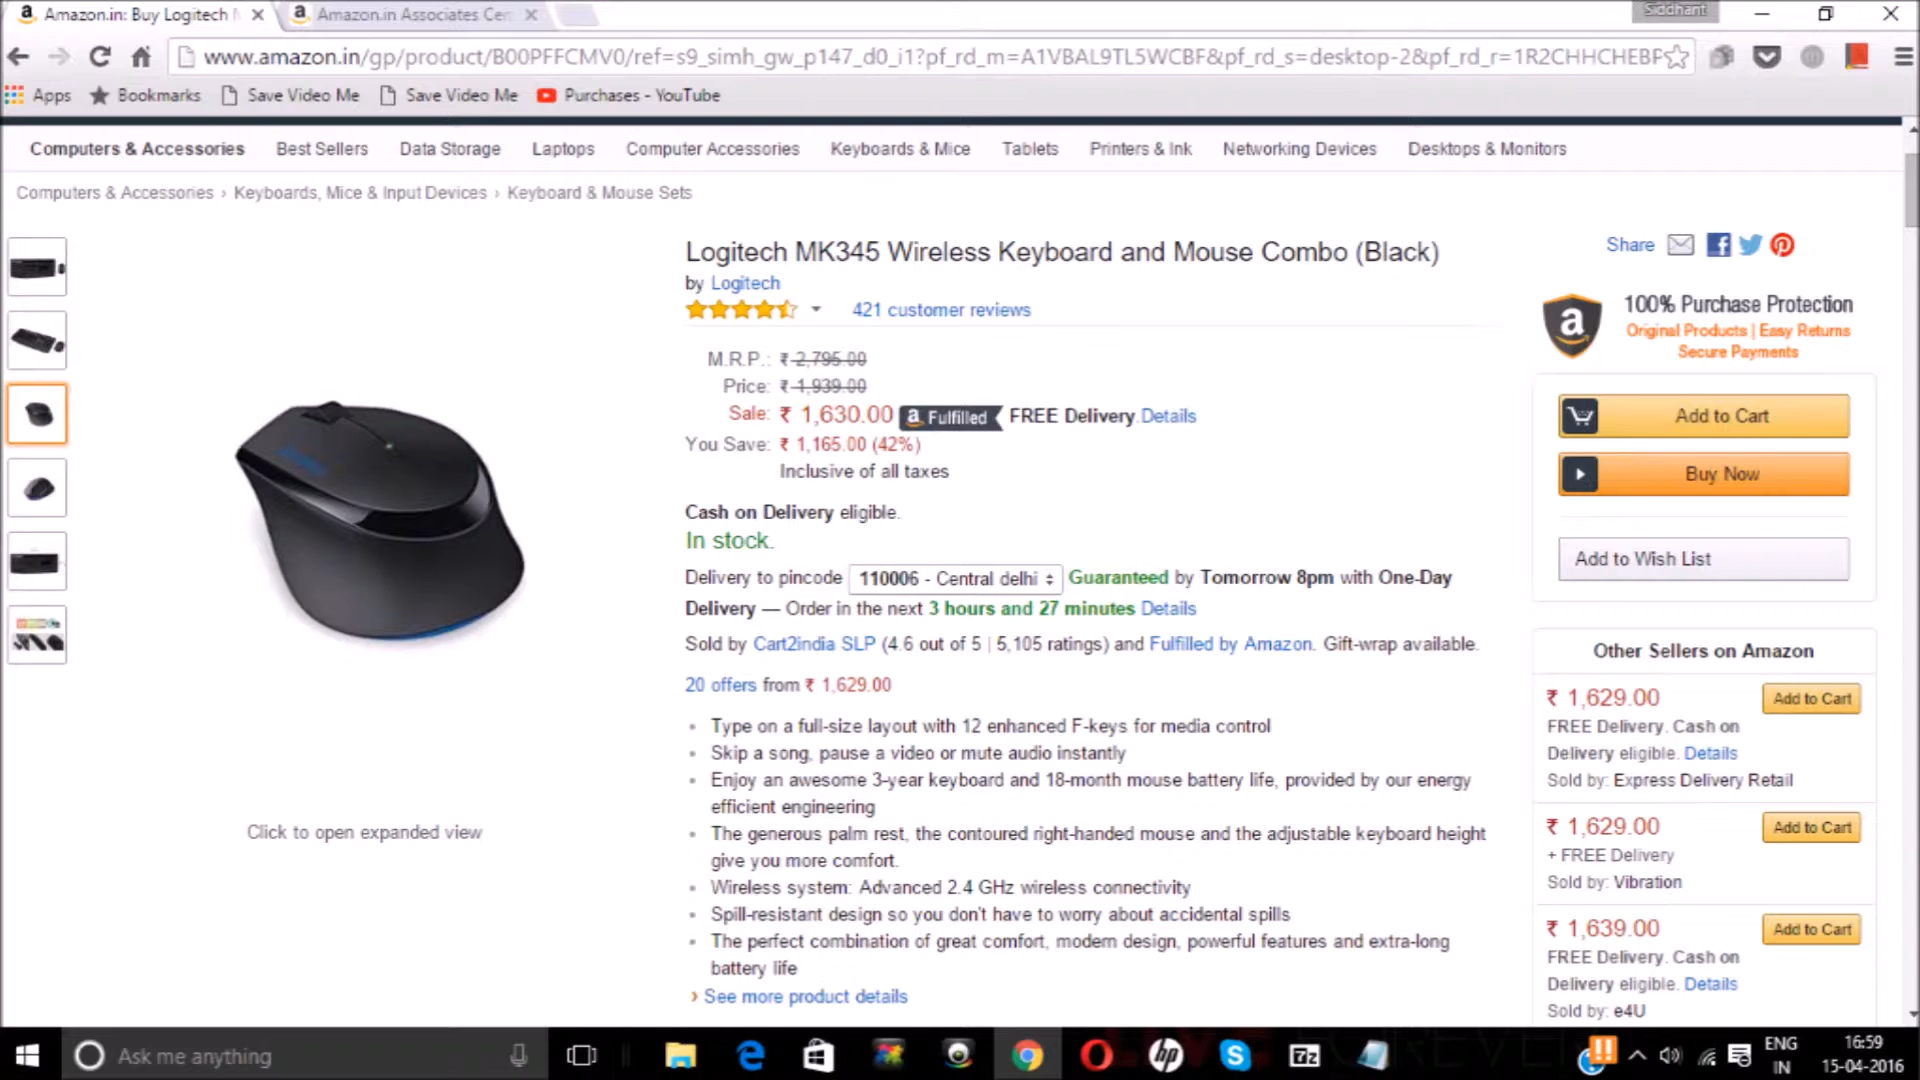 Amazon.in: Buy Logitech
Amazon.in Associates Cen
Siddhant
www.amazon.in/gp/product/B00PFFCMV0/ref=s9_simh_gw_p147_d0_i1?pf_rd_m=A1VBAL9TL5WCBF&pf_rd_s=desktop-2&pf_rd_r=1R2CHHCHEBP
Apps Bookmarks Save Video Me Save Video Me Purchases - YouTube
Computers & Accessories Best Sellers Data Storage Laptops Computer Accessories Keyboards & Mice Tablets Printers & Ink Networking Devices Desktops & Monitors
Computers & Accessories › Keyboards, Mice & Input Devices › Keyboard & Mouse Sets
Click to open expanded view
Logitech MK345 Wireless Keyboard and Mouse Combo (Black)
by Logitech
421 customer reviews
M.R.P.: ₹ 2,795.00
Price: ₹ 1,939.00
Sale: ₹ 1,630.00 a Fulfilled FREE Delivery Details
You Save: ₹ 1,165.00 (42%)
Inclusive of all taxes
Cash on Delivery eligible.
In stock.
Delivery to pincode 110006 - Central delhi Guaranteed by Tomorrow 8pm with One-Day
Delivery — Order in the next 3 hours and 27 minutes Details
Sold by Cart2india SLP (4.6 out of 5 | 5,105 ratings) and Fulfilled by Amazon. Gift-wrap available.
20 offers from ₹ 1,629.00
• Type on a full-size layout with 12 enhanced F-keys for media control
• Skip a song, pause a video or mute audio instantly
• Enjoy an awesome 3-year keyboard and 18-month mouse battery life, provided by our energy
efficient engineering
• The generous palm rest, the contoured right-handed mouse and the adjustable keyboard height
give you more comfort.
• Wireless system: Advanced 2.4 GHz wireless connectivity
• Spill-resistant design so you don't have to worry about accidental spills
• The perfect combination of great comfort, modern design, powerful features and extra-long
battery life
› See more product details
Share
100% Purchase Protection
Original Products | Easy Returns
Secure Payments
Add to Cart
Buy Now
Add to Wish List
Other Sellers on Amazon
₹ 1,629.00 Add to Cart
FREE Delivery. Cash on
Delivery eligible. Details
Sold by: Express Delivery Retail
₹ 1,629.00 Add to Cart
+ FREE Delivery
Sold by: Vibration
₹ 1,639.00 Add to Cart
FREE Delivery. Cash on
Delivery eligible. Details
Sold by: e4U
Ask me anything
hp
7z
ENG
IN
16:59
15-04-2016